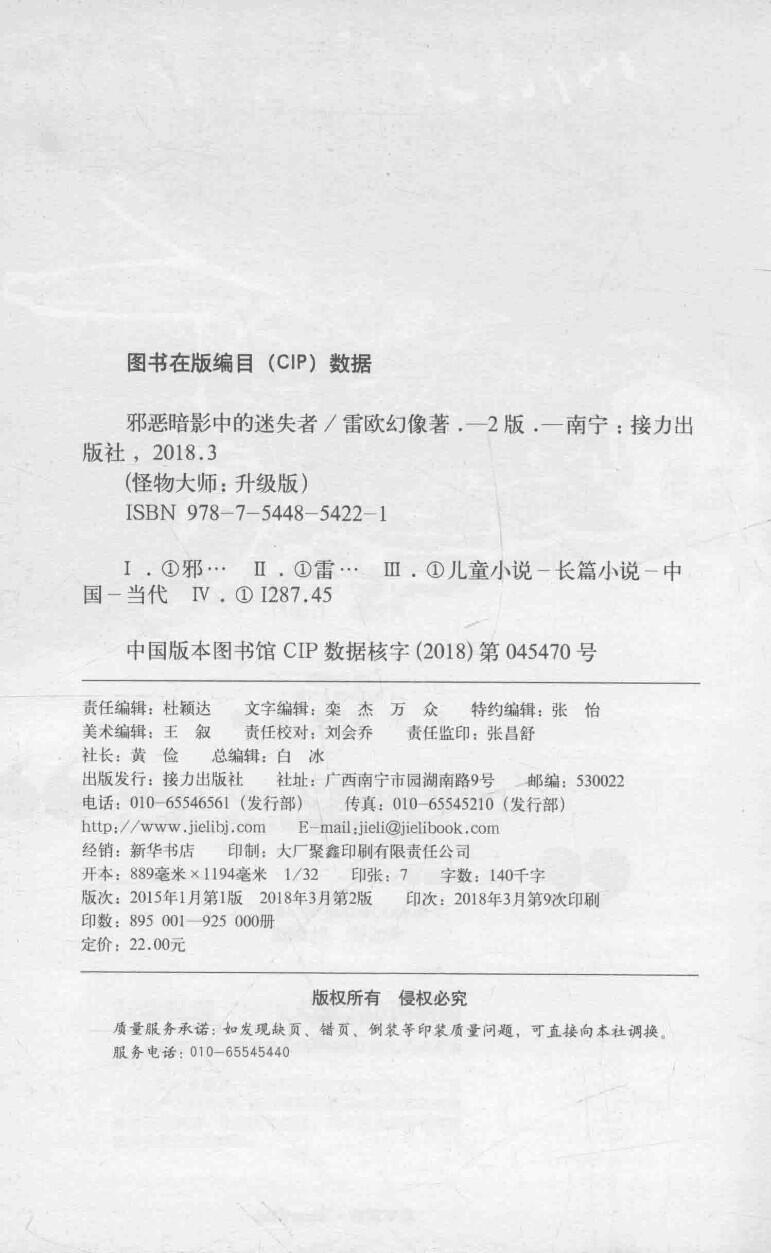 图书在版编目（CIP）数据
邪恶暗影中的迷失者 / 雷欧幻像著 .—2 版 .—南宁 : 接力出
版社 , 2018.3
(怪物大师: 升级版)
ISBN 978-7-5448-5422-1
Ⅰ . ①邪… Ⅱ . ①雷… Ⅲ . ①儿童小说－长篇小说－中
国－当代 Ⅳ . ① I287.45
中国版本图书馆 CIP 数据核字 (2018) 第 045470 号
责任编辑: 杜颖达 文字编辑: 栾 杰 万 众 特约编辑: 张 怡
美术编辑: 王 叙 责任校对: 刘会乔 责任监印: 张昌舒
社长: 黄 俭 总编辑: 白 冰
出版发行: 接力出版社 社址: 广西南宁市园湖南路9号 邮编: 530022
电话: 010-65546561 (发行部) 传真: 010-65545210 (发行部)
http://www.jielibj.com E-mail:jieli@jielibook.com
经销: 新华书店 印制: 大厂聚鑫印刷有限责任公司
开本: 889毫米×1194毫米 1/32 印张: 7 字数: 140千字
版次: 2015年1月第1版 2018年3月第2版 印次: 2018年3月第9次印刷
印数: 895 001—925 000册
定价: 22.00元
版权所有 侵权必究
质量服务承诺: 如发现缺页、错页、倒装等印装质量问题, 可直接向本社调换。
服务电话: 010-65545440